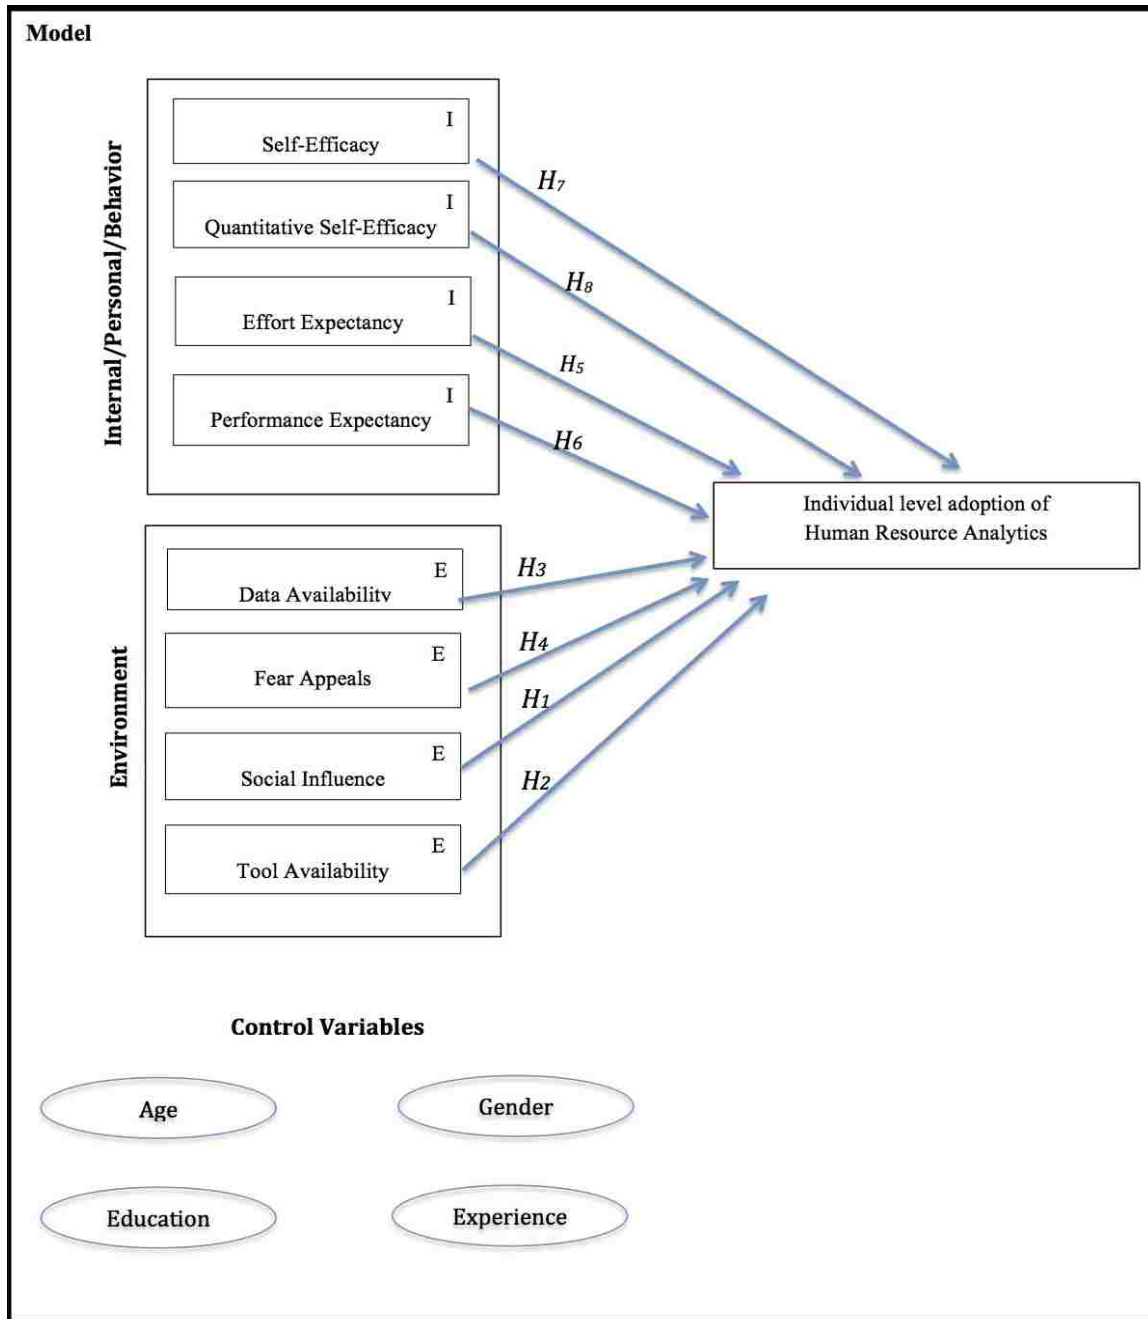 Model
Internal/Personal/Behavior
I
Self-Efficacy
I
Quantitative Self-Efficacy
I
Effort Expectancy
I
Performance Expectancy
H7
H8
H5
H6
Individual level adoption of
Human Resource Analytics
Environment
E
Data Availability
E
Fear Appeals
E
Social Influence
E
Tool Availability
H3
H4
H1
H2
Control Variables
Age
Gender
Education
Experience